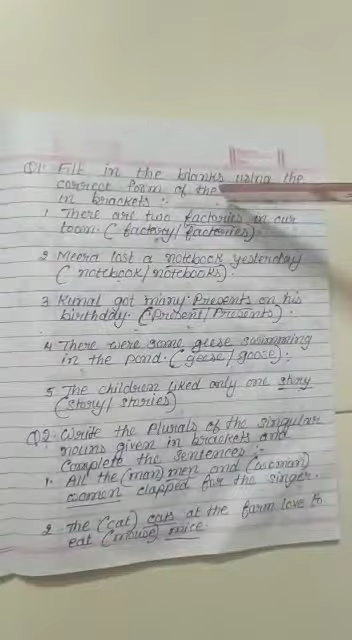 Q1. Fill in the blanks using the
correct form of the
in brackets :-
1. There are two factories in our
town. (factory/factories).
2. Meera lost a notebook yesterday
(notebook/notebooks).
3. Kunal got many Presents on his
birthday. (Present/Presents).
4. There were some geese swimming
in the pond. (geese/goose).
5. The children liked only one story
(story/stories)
Q2. Write the plurals of the singular
nouns given in brackets and
Complete the sentences :-
1. All the (man) men and (woman)
women clapped for the singer.
2. The (cat) cats at the farm love to
eat (mouse) mice.